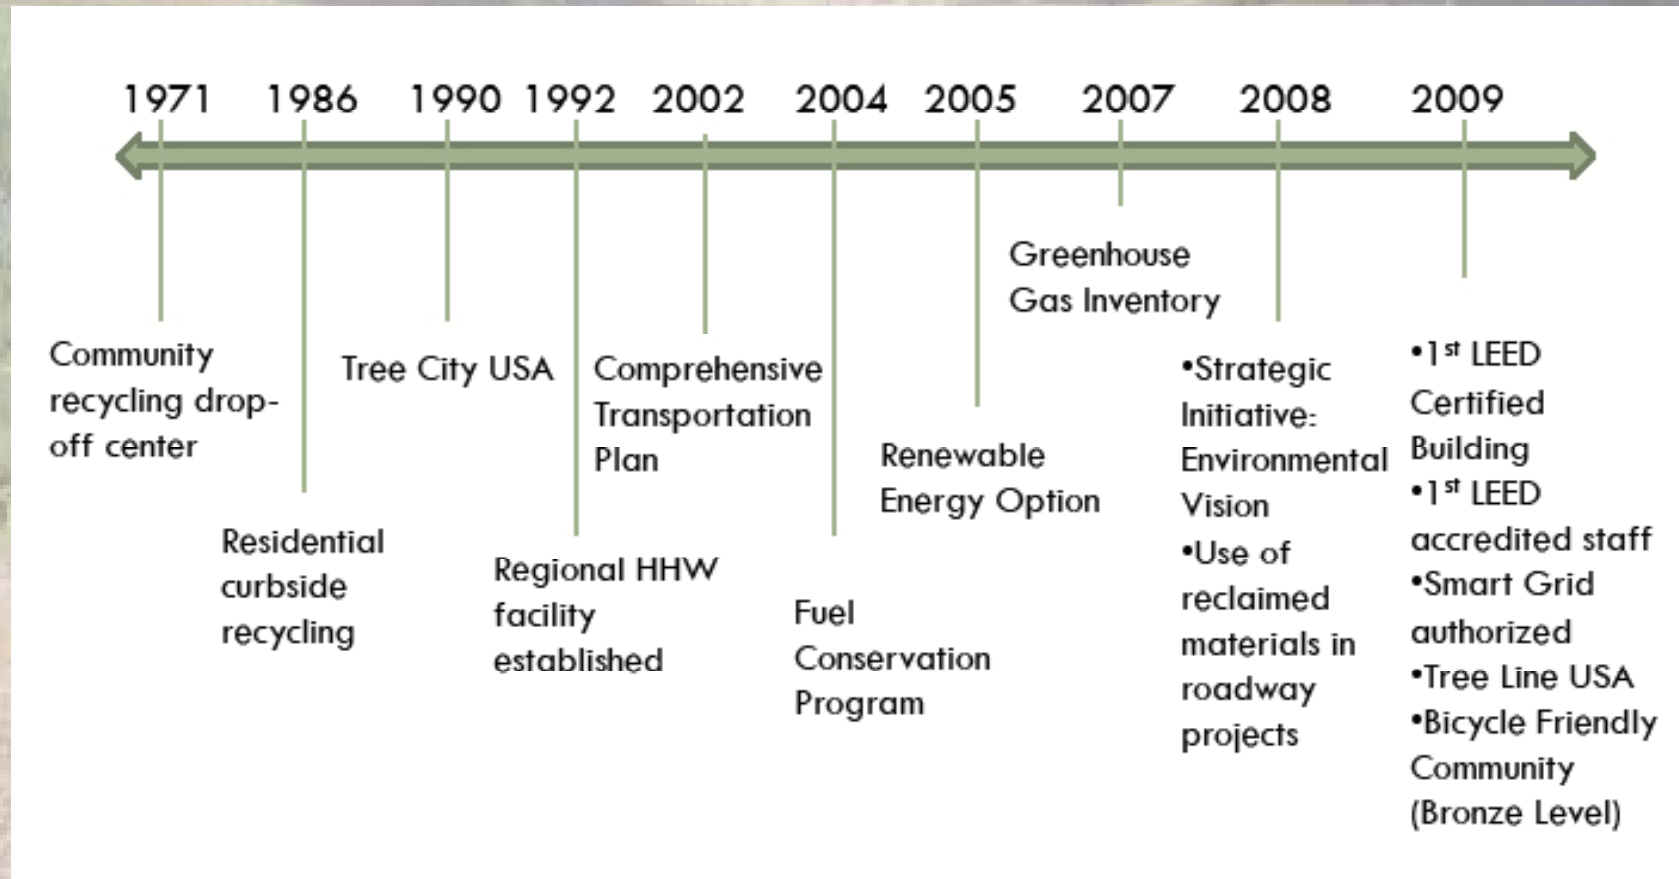 1971 1986 1990 1992 2002 2004 2005 2007 2008 2009
Community
recycling drop-
off center
Residential
curbside
recycling
Tree City USA
Regional HHW
facility
established
Comprehensive
Transportation
Plan
Fuel
Conservation
Program
Renewable
Energy Option
Greenhouse
Gas Inventory
•Strategic
Initiative:
Environmental
Vision
•Use of
reclaimed
materials in
roadway
projects
•1st LEED
Certified
Building
•1st LEED
accredited staff
•Smart Grid
authorized
•Tree Line USA
•Bicycle Friendly
Community
(Bronze Level)